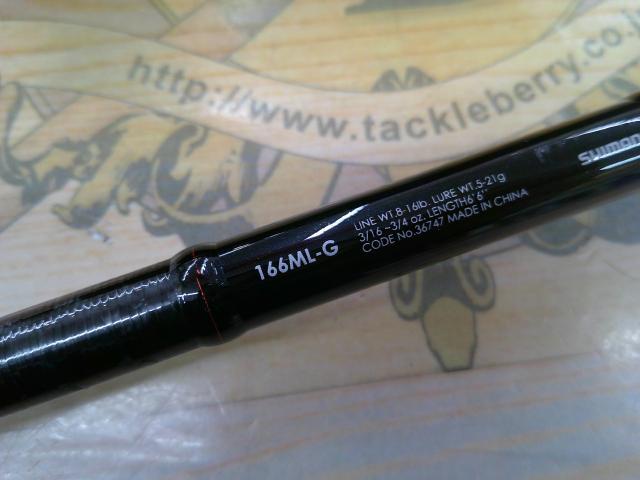 http://www.tackleberry.co.j
SHIMAN
166ML-G
LINE WT.8-16lb. LURE WT.5-21g
3/16~3/4 oz. LENGTH6'6"
CODE No.36747 MADE IN CHINA